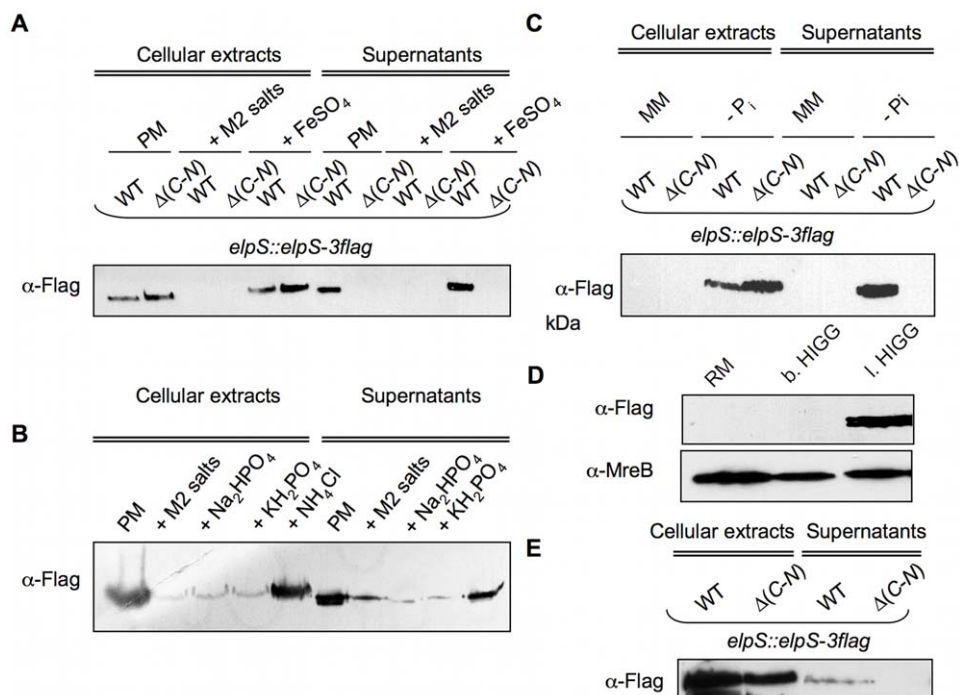 A
Cellular extracts Supernatants
PM + M2 salts + FeSO4 PM + M2 salts + FeSO4
WT Δ(C-N) WT Δ(C-N) WT Δ(C-N) WT Δ(C-N) WT Δ(C-N) WT Δ(C-N)
elpS::elpS-3flag
α-Flag
B
Cellular extracts Supernatants
PM + M2 salts + Na2HPO4 + KH2PO4 + NH4Cl PM + M2 salts + Na2HPO4 + KH2PO4
α-Flag
C
Cellular extracts Supernatants
MM - Pi MM - Pi
WT Δ(C-N) WT Δ(C-N) WT Δ(C-N) WT Δ(C-N)
elpS::elpS-3flag
α-Flag
kDa
D
RM b. HIGG l. HIGG
α-Flag
α-MreB
E
Cellular extracts Supernatants
WT Δ(C-N) WT Δ(C-N)
elpS::elpS-3flag
α-Flag